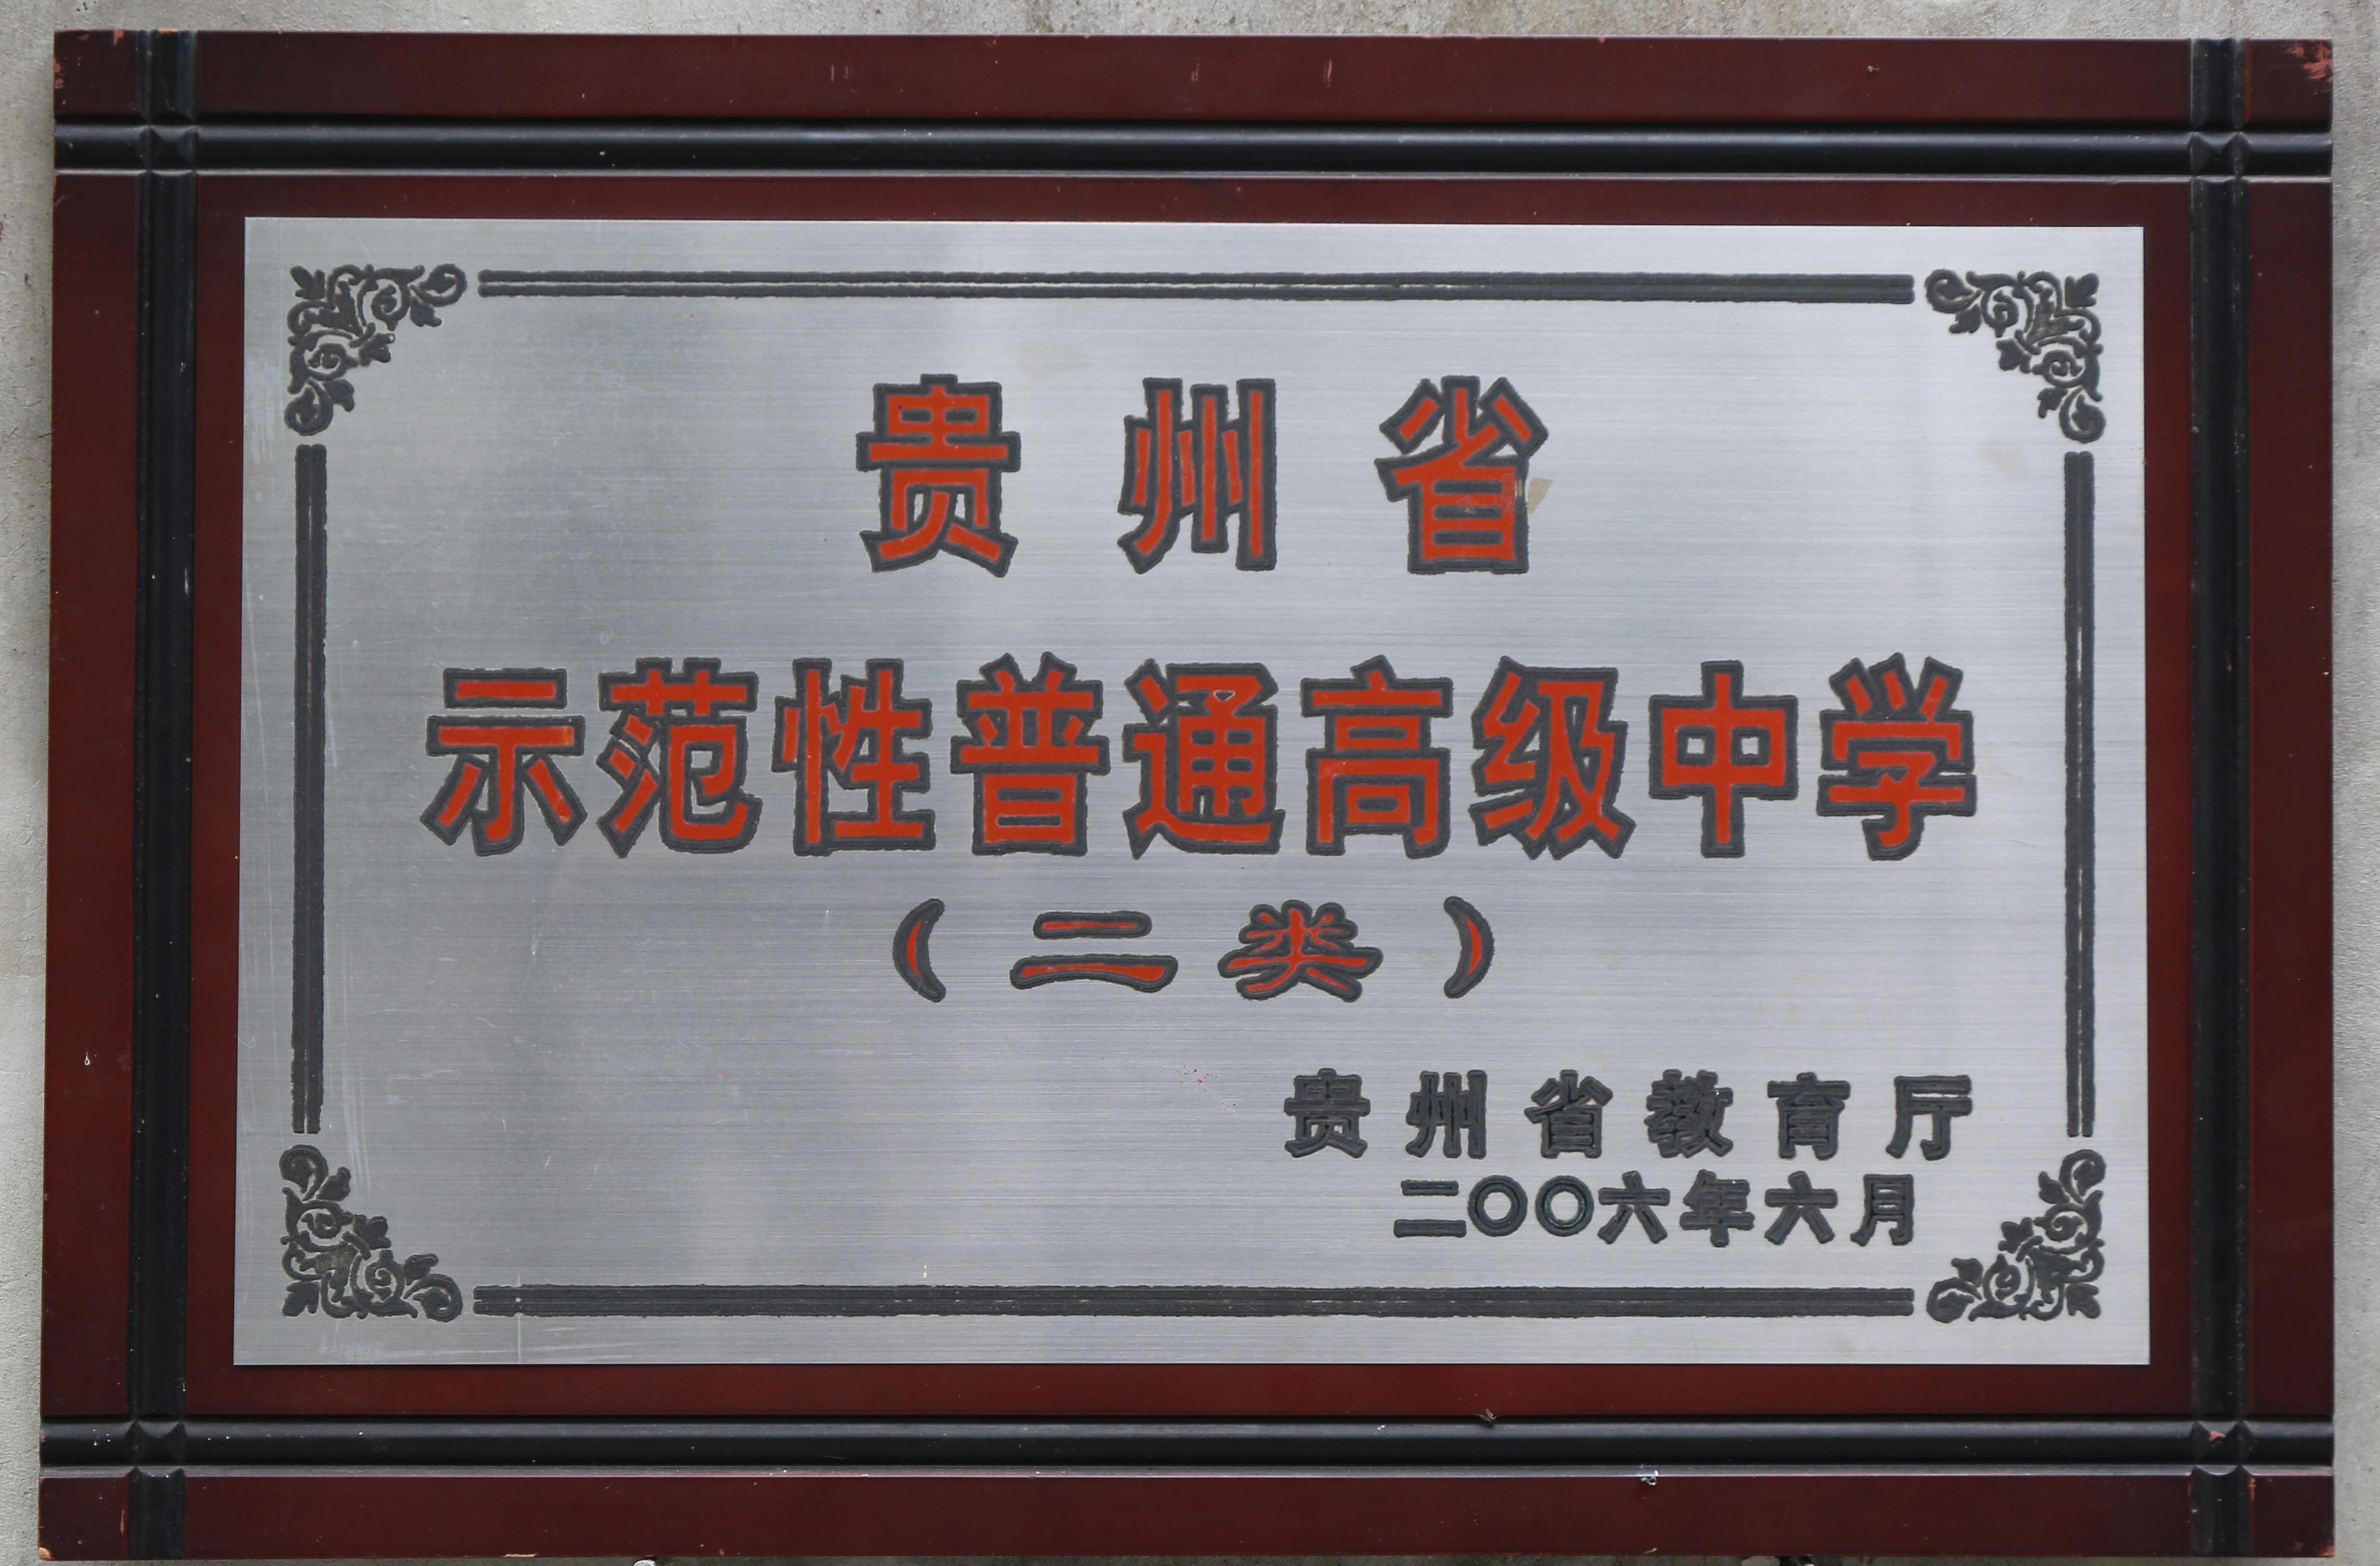 贵州省
示范性普通高级中学
（二类）
贵州省教育厅
二〇〇六年六月